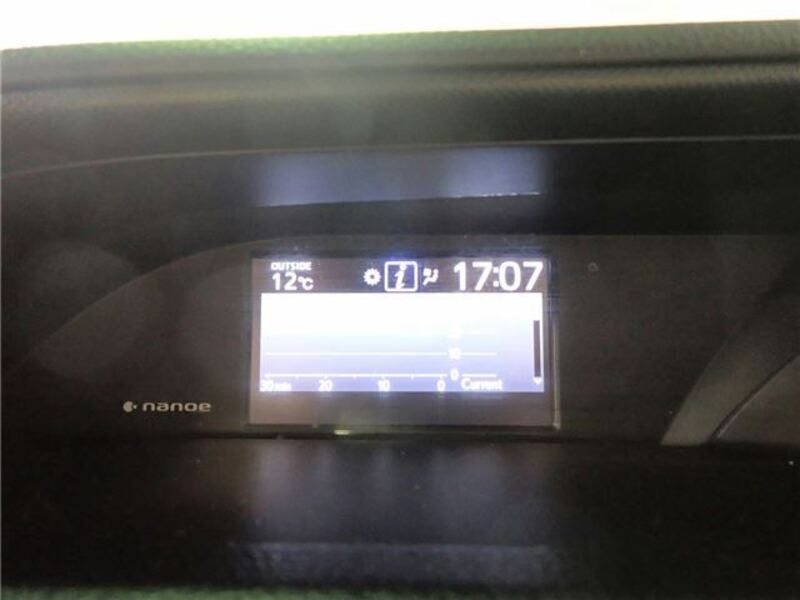 OUTSIDE
12°C
i
17:07
10
0
30min 20 10 0 Current
nanoe